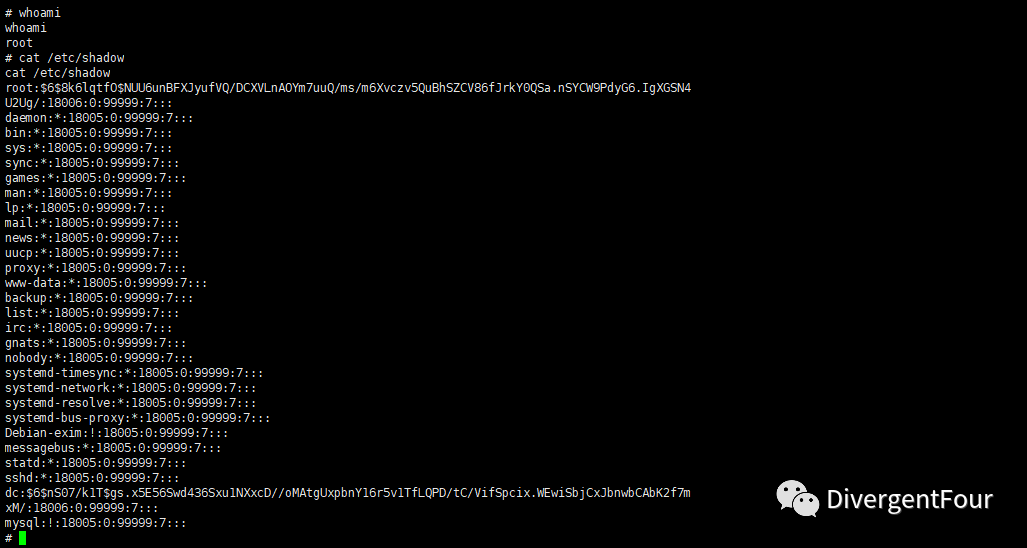 # whoami
whoami
root
# cat /etc/shadow
cat /etc/shadow
root:$6$8k6lqtfO$NUU6unBFXJyufVQ/DCXVLnAOYm7uuQ/ms/m6Xvczv5QuBhSZCV86fJrkY0QSa.nSYCW9PdyG6.IgXGSN4
U2Ug/:18006:0:99999:7:::
daemon:*:18005:0:99999:7:::
bin:*:18005:0:99999:7:::
sys:*:18005:0:99999:7:::
sync:*:18005:0:99999:7:::
games:*:18005:0:99999:7:::
man:*:18005:0:99999:7:::
lp:*:18005:0:99999:7:::
mail:*:18005:0:99999:7:::
news:*:18005:0:99999:7:::
uucp:*:18005:0:99999:7:::
proxy:*:18005:0:99999:7:::
www-data:*:18005:0:99999:7:::
backup:*:18005:0:99999:7:::
list:*:18005:0:99999:7:::
irc:*:18005:0:99999:7:::
gnats:*:18005:0:99999:7:::
nobody:*:18005:0:99999:7:::
systemd-timesync:*:18005:0:99999:7:::
systemd-network:*:18005:0:99999:7:::
systemd-resolve:*:18005:0:99999:7:::
systemd-bus-proxy:*:18005:0:99999:7:::
Debian-exim:!:18005:0:99999:7:::
messagebus:*:18005:0:99999:7:::
statd:*:18005:0:99999:7:::
sshd:*:18005:0:99999:7:::
dc:$6$nS07/k1T$gs.x5E56Swd436Sxu1NXxcD//oMAtgUxpbnY16r5v1TfLQPD/tC/VifSpcix.WEwiSbjCxJbnwbCAbK2f7m
xM/:18006:0:99999:7:::
mysql:!:18005:0:99999:7:::
#
DivergentFour